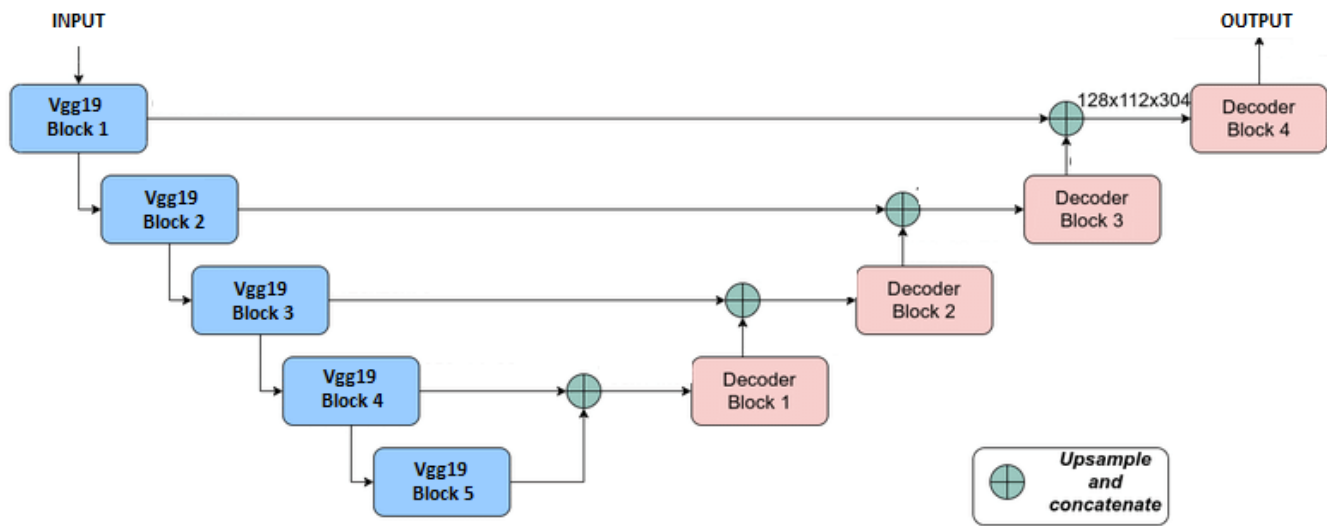 INPUT
OUTPUT
Vgg19
Block 1
128x112x304
Decoder
Block 4
Vgg19
Block 2
Decoder
Block 3
Vgg19
Block 3
Decoder
Block 2
Vgg19
Block 4
Decoder
Block 1
Vgg19
Block 5
Upsample
and
concatenate